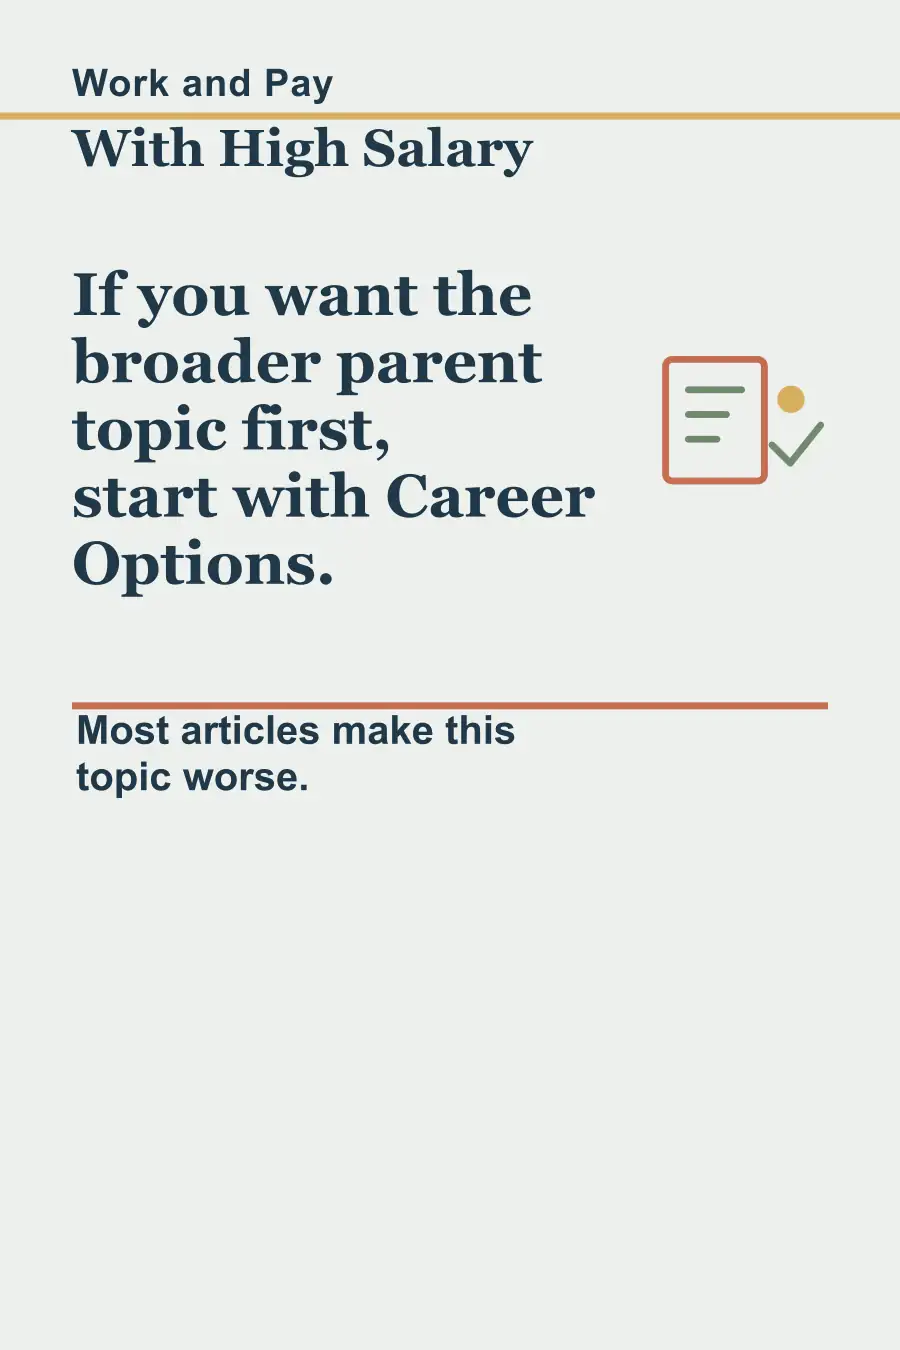 Work and Pay
With High Salary
If you want the
broader parent
topic first,
start with Career
Options.
Most articles make this
topic worse.